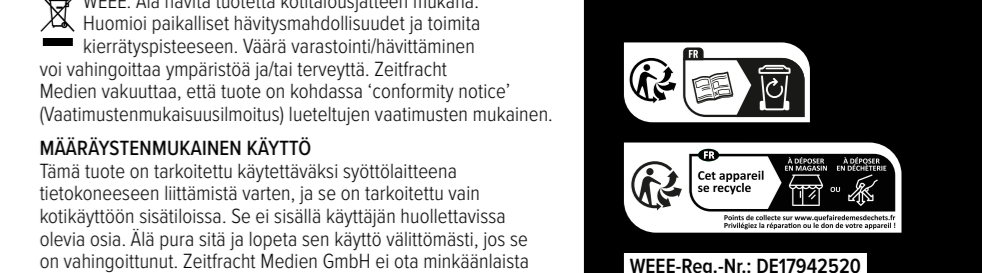 WEEE. Älä hävitä tuotetta kotitalousjätteen mukana.
Huomioi paikalliset hävitysmahdollisuudet ja toimita
kierrätyspisteeseen. Väärä varastointi/hävittäminen
voi vahingoittaa ympäristöä ja/tai terveyttä. Zeitfracht
Medien vakuuttaa, että tuote on kohdassa ‘conformity notice’
(Vaatimustenmukaisuusilmoitus) lueteltujen vaatimusten mukainen.
MÄÄRÄYSTENMUKAINEN KÄYTTÖ
Tämä tuote on tarkoitettu käytettäväksi syöttölaitteena
tietokoneeseen liittämistä varten, ja se on tarkoitettu vain
kotikäyttöön sisätiloissa. Se ei sisällä käyttäjän huollettavissa
olevia osia. Älä pura sitä ja lopeta sen käyttö välittömästi, jos se
on vahingoittunut. Zeitfracht Medien GmbH ei ota minkäänlaista
FR
FR
Cet appareil
se recycle
À DÉPOSER
EN MAGASIN
OU
À DÉPOSER
EN DÉCHÈTERIE
Points de collecte sur www.quefairedemesdechets.fr
Privilégiez la réparation ou le don de votre appareil !
WEEE-Reg.-Nr.: DE17942520